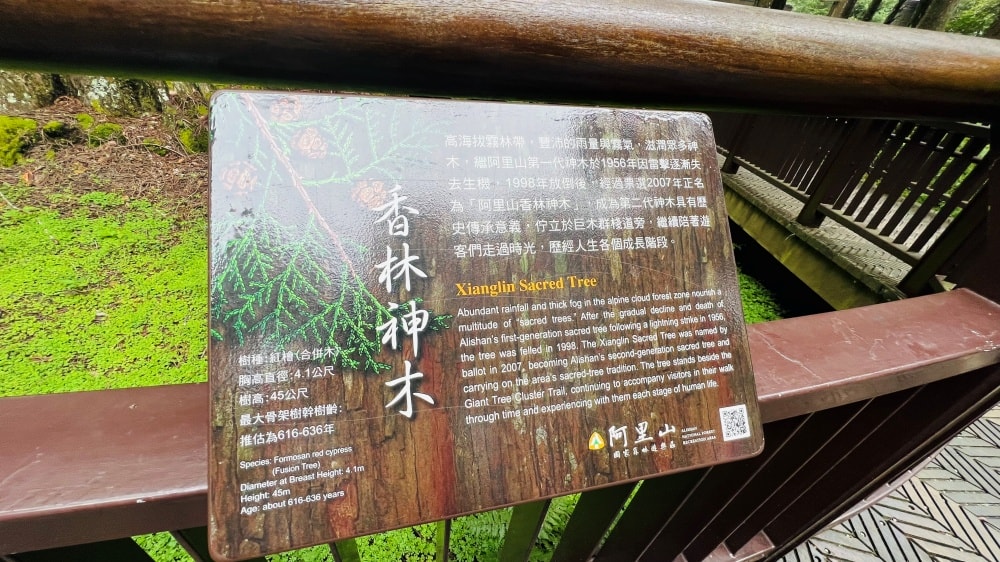 香林神木
高海拔霧林帶，豐沛的雨量與霧氣，滋潤眾多神
木，繼阿里山第一代神木於1956年因雷擊逐漸失
去生機，1998年放倒後，經過票選2007年正名
為「阿里山香林神木」，成為第二代神木具有歷
史傳承意義，佇立於巨木群棧道旁，繼續陪著遊
客們走過時光，歷經人生各個成長階段。
Xianglin Sacred Tree
Abundant rainfall and thick fog in the alpine cloud forest zone nourish a
multitude of "sacred trees." After the gradual decline and death of
Alishan's first-generation sacred tree following a lightning strike in 1956,
the tree was felled in 1998. The Xianglin Sacred Tree was named by
ballot in 2007, becoming Alishan's second-generation sacred tree and
carrying on the area's sacred-tree tradition. The tree stands beside the
Giant Tree Cluster Trail, continuing to accompany visitors in their walk
through time and experiencing with them each stage of human life.
樹種：紅檜(合併木)
胸高直徑：4.1公尺
樹高：45公尺
最大骨架樹幹樹齡：
推估為616-636年
Species: Formosan red cypress
(Fusion Tree)
Diameter at Breast Height: 4.1m
Height: 45m
Age: about 616-636 years
阿里山
國家森林遊樂區
ALISHAN
NATIONAL FOREST
RECREATION AREA